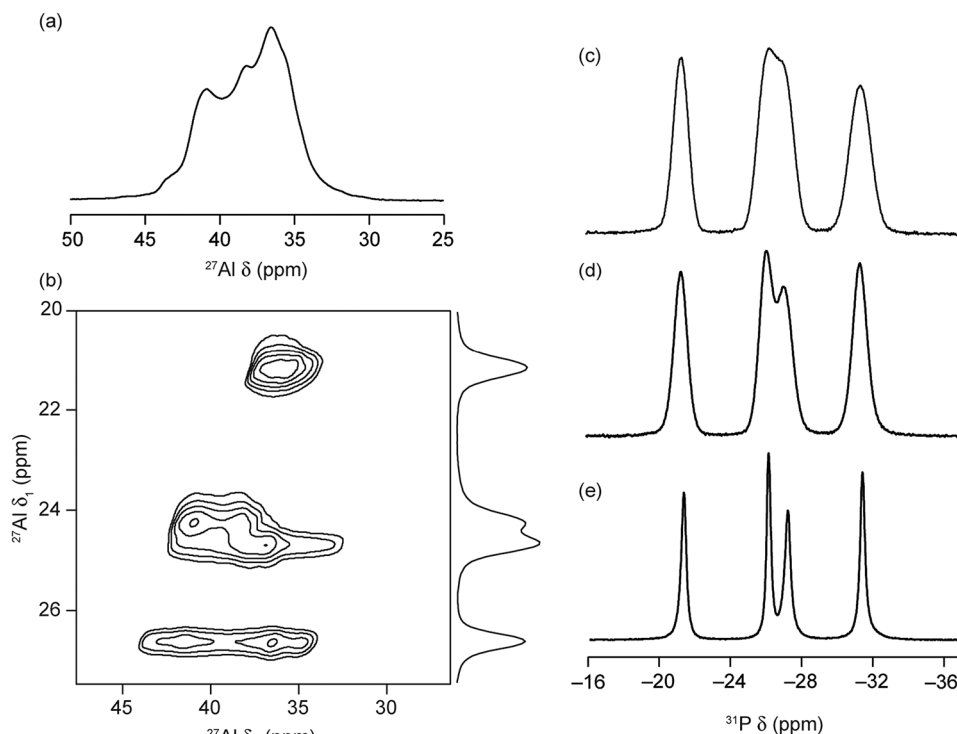 (a)
50 45 40 35 30 25
²⁷Al δ (ppm)
(b)
20
22
24
26
²⁷Al δ₁ (ppm)
45 40 35 30
(c)
(d)
(e)
–16 –20 –24 –28 –32 –36
³¹P δ (ppm)